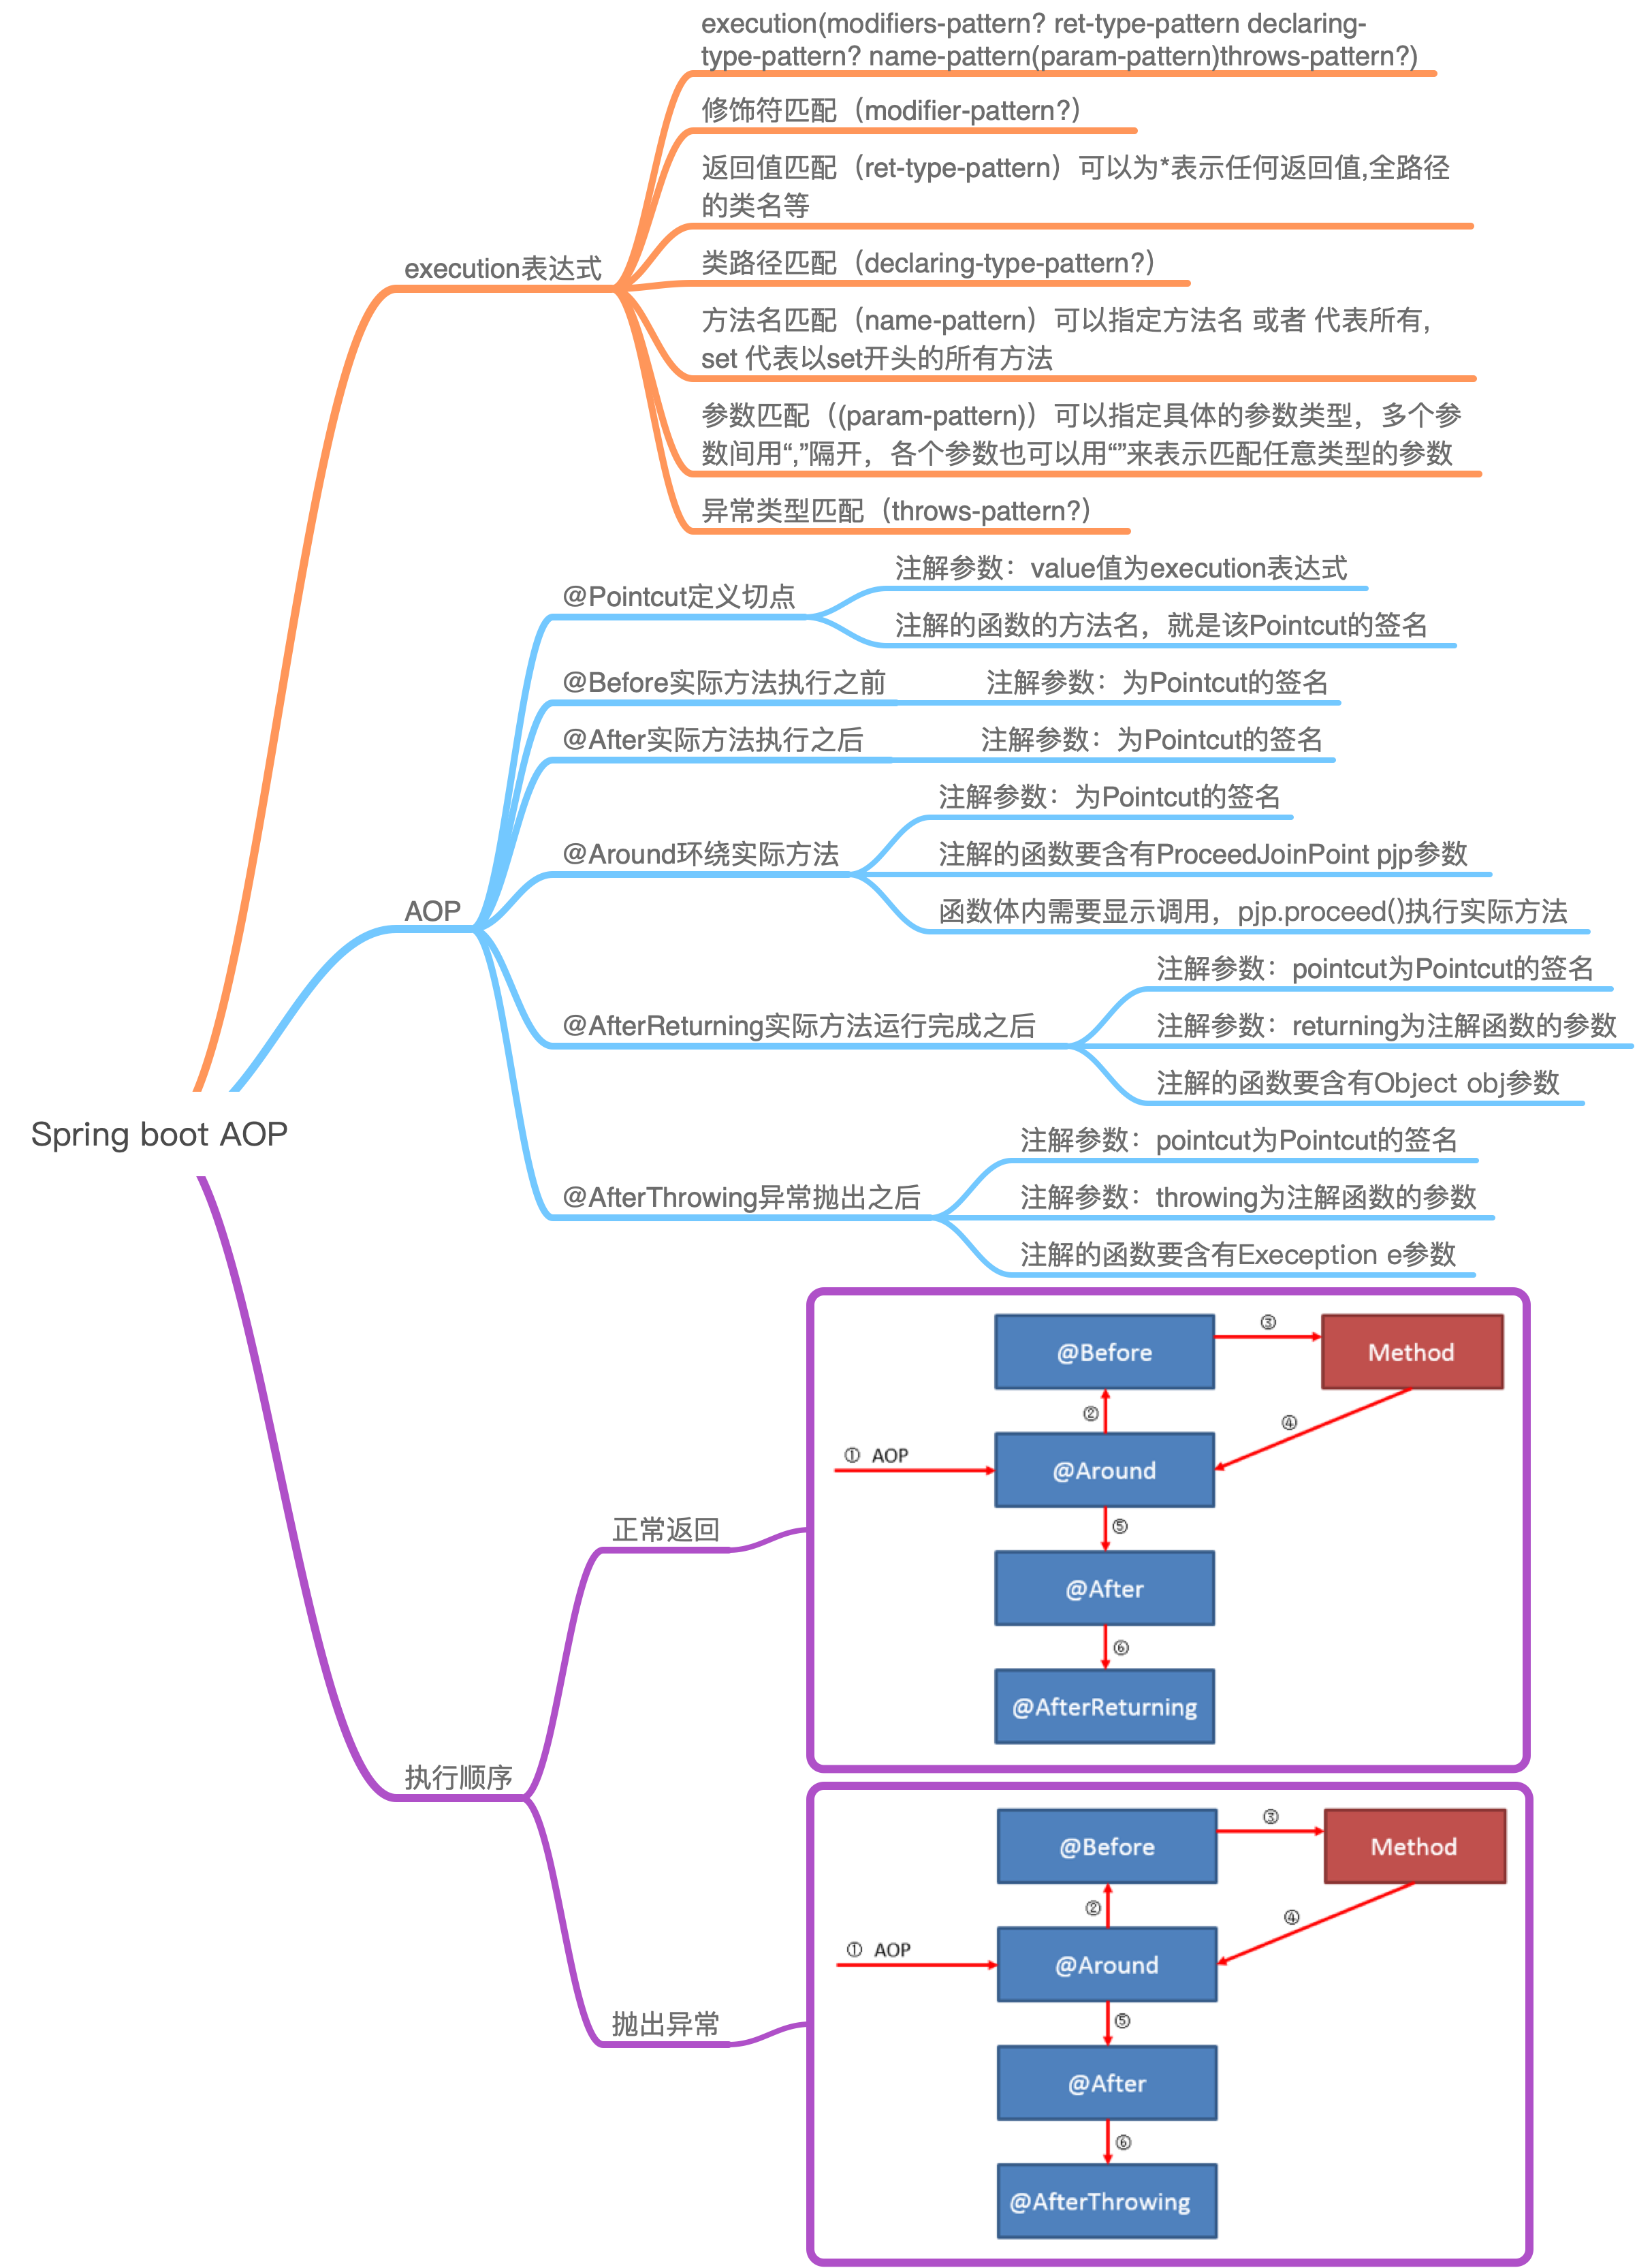 execution(modifiers-pattern? ret-type-pattern declaring-
type-pattern? name-pattern(param-pattern)throws-pattern?)
修饰符匹配（modifier-pattern?）
返回值匹配（ret-type-pattern）可以为*表示任何返回值,全路径
的类名等
execution表达式
类路径匹配（declaring-type-pattern?）
方法名匹配（name-pattern）可以指定方法名 或者 代表所有,
set 代表以set开头的所有方法
参数匹配（(param-pattern)）可以指定具体的参数类型，多个参
数间用“,”隔开，各个参数也可以用“”来表示匹配任意类型的参数
异常类型匹配（throws-pattern?）
@Pointcut定义切点
注解参数：value值为execution表达式
注解的函数的方法名，就是该Pointcut的签名
@Before实际方法执行之前
注解参数：为Pointcut的签名
@After实际方法执行之后
注解参数：为Pointcut的签名
@Around环绕实际方法
注解参数：为Pointcut的签名
注解的函数要含有ProceedJoinPoint pjp参数
函数体内需要显示调用，pjp.proceed()执行实际方法
AOP
@AfterReturning实际方法运行完成之后
注解参数：pointcut为Pointcut的签名
注解参数：returning为注解函数的参数
注解的函数要含有Object obj参数
Spring boot AOP
@AfterThrowing异常抛出之后
注解参数：pointcut为Pointcut的签名
注解参数：throwing为注解函数的参数
注解的函数要含有Exeception e参数
执行顺序
正常返回
@Before
③
Method
②
④
① AOP
@Around
⑤
@After
⑥
@AfterReturning
抛出异常
@Before
③
Method
②
④
① AOP
@Around
⑤
@After
⑥
@AfterThrowing